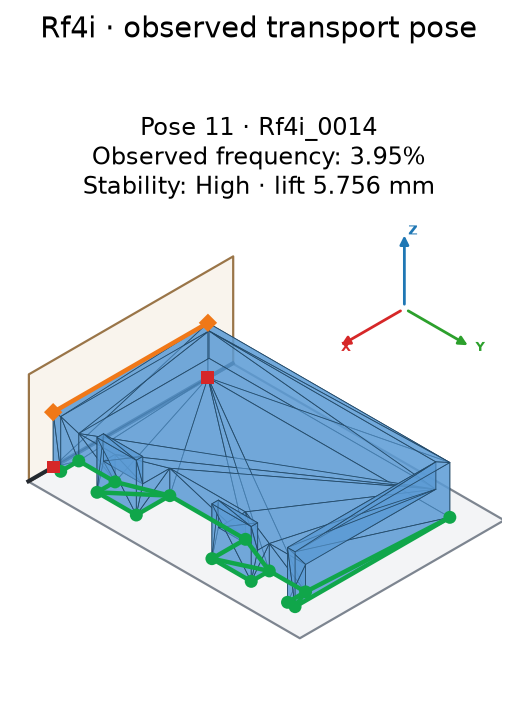 Rf4i · observed transport pose
Pose 11 · Rf4i_0014
Observed frequency: 3.95%
Stability: High · lift 5.756 mm
Z
X
Y